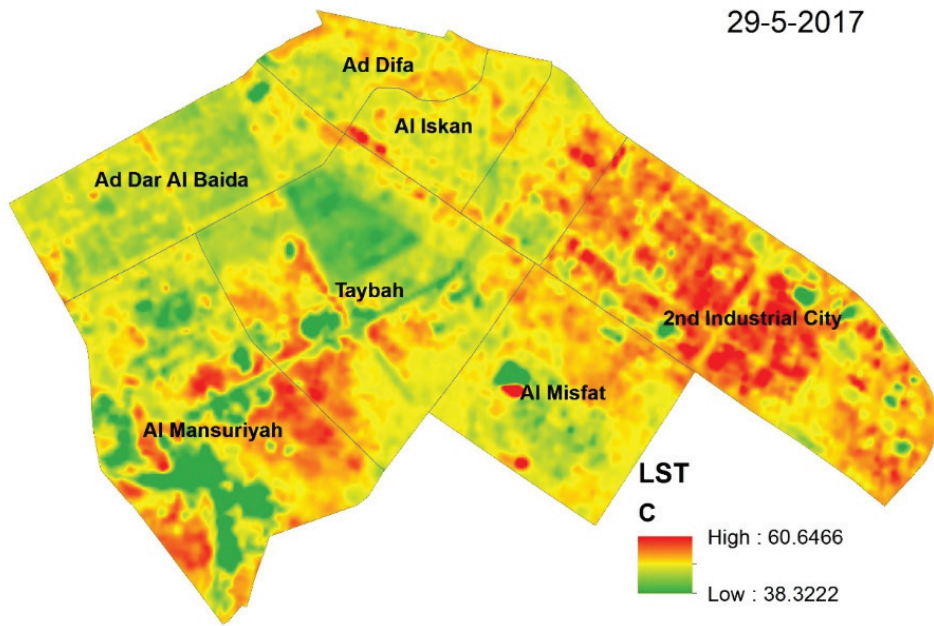 29-5-2017
Ad Difa
Al Iskan
Ad Dar Al Baida
Taybah
2nd Industrial City
Al Misfat
Al Mansuriyah
LST
C
High : 60.6466
Low : 38.3222